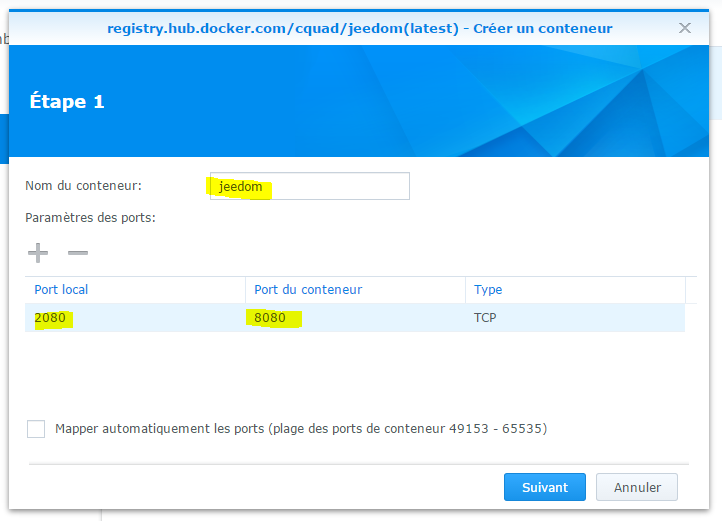 registry.hub.docker.com/cquad/jeedom(latest) - Créer un conteneur
Étape 1
Nom du conteneur: jeedom
Paramètres des ports:
Port local Port du conteneur Type
2080 8080 TCP
Mapper automatiquement les ports (plage des ports de conteneur 49153 - 65535)
Suivant Annuler